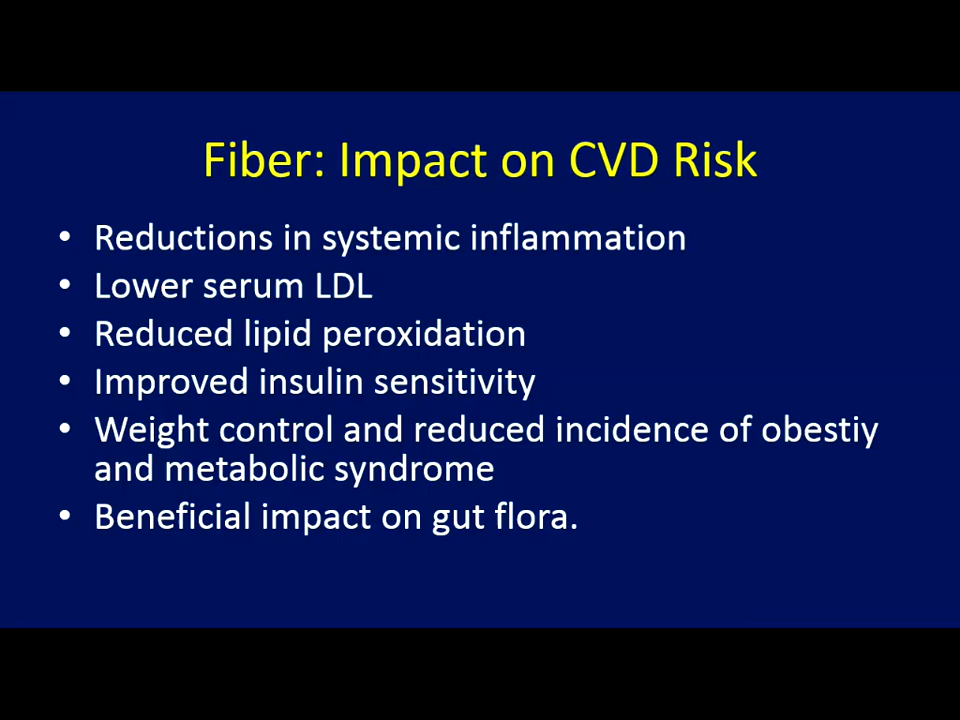 Fiber: Impact on CVD Risk
• Reductions in systemic inflammation
• Lower serum LDL
• Reduced lipid peroxidation
• Improved insulin sensitivity
• Weight control and reduced incidence of obestiy
and metabolic syndrome
• Beneficial impact on gut flora.